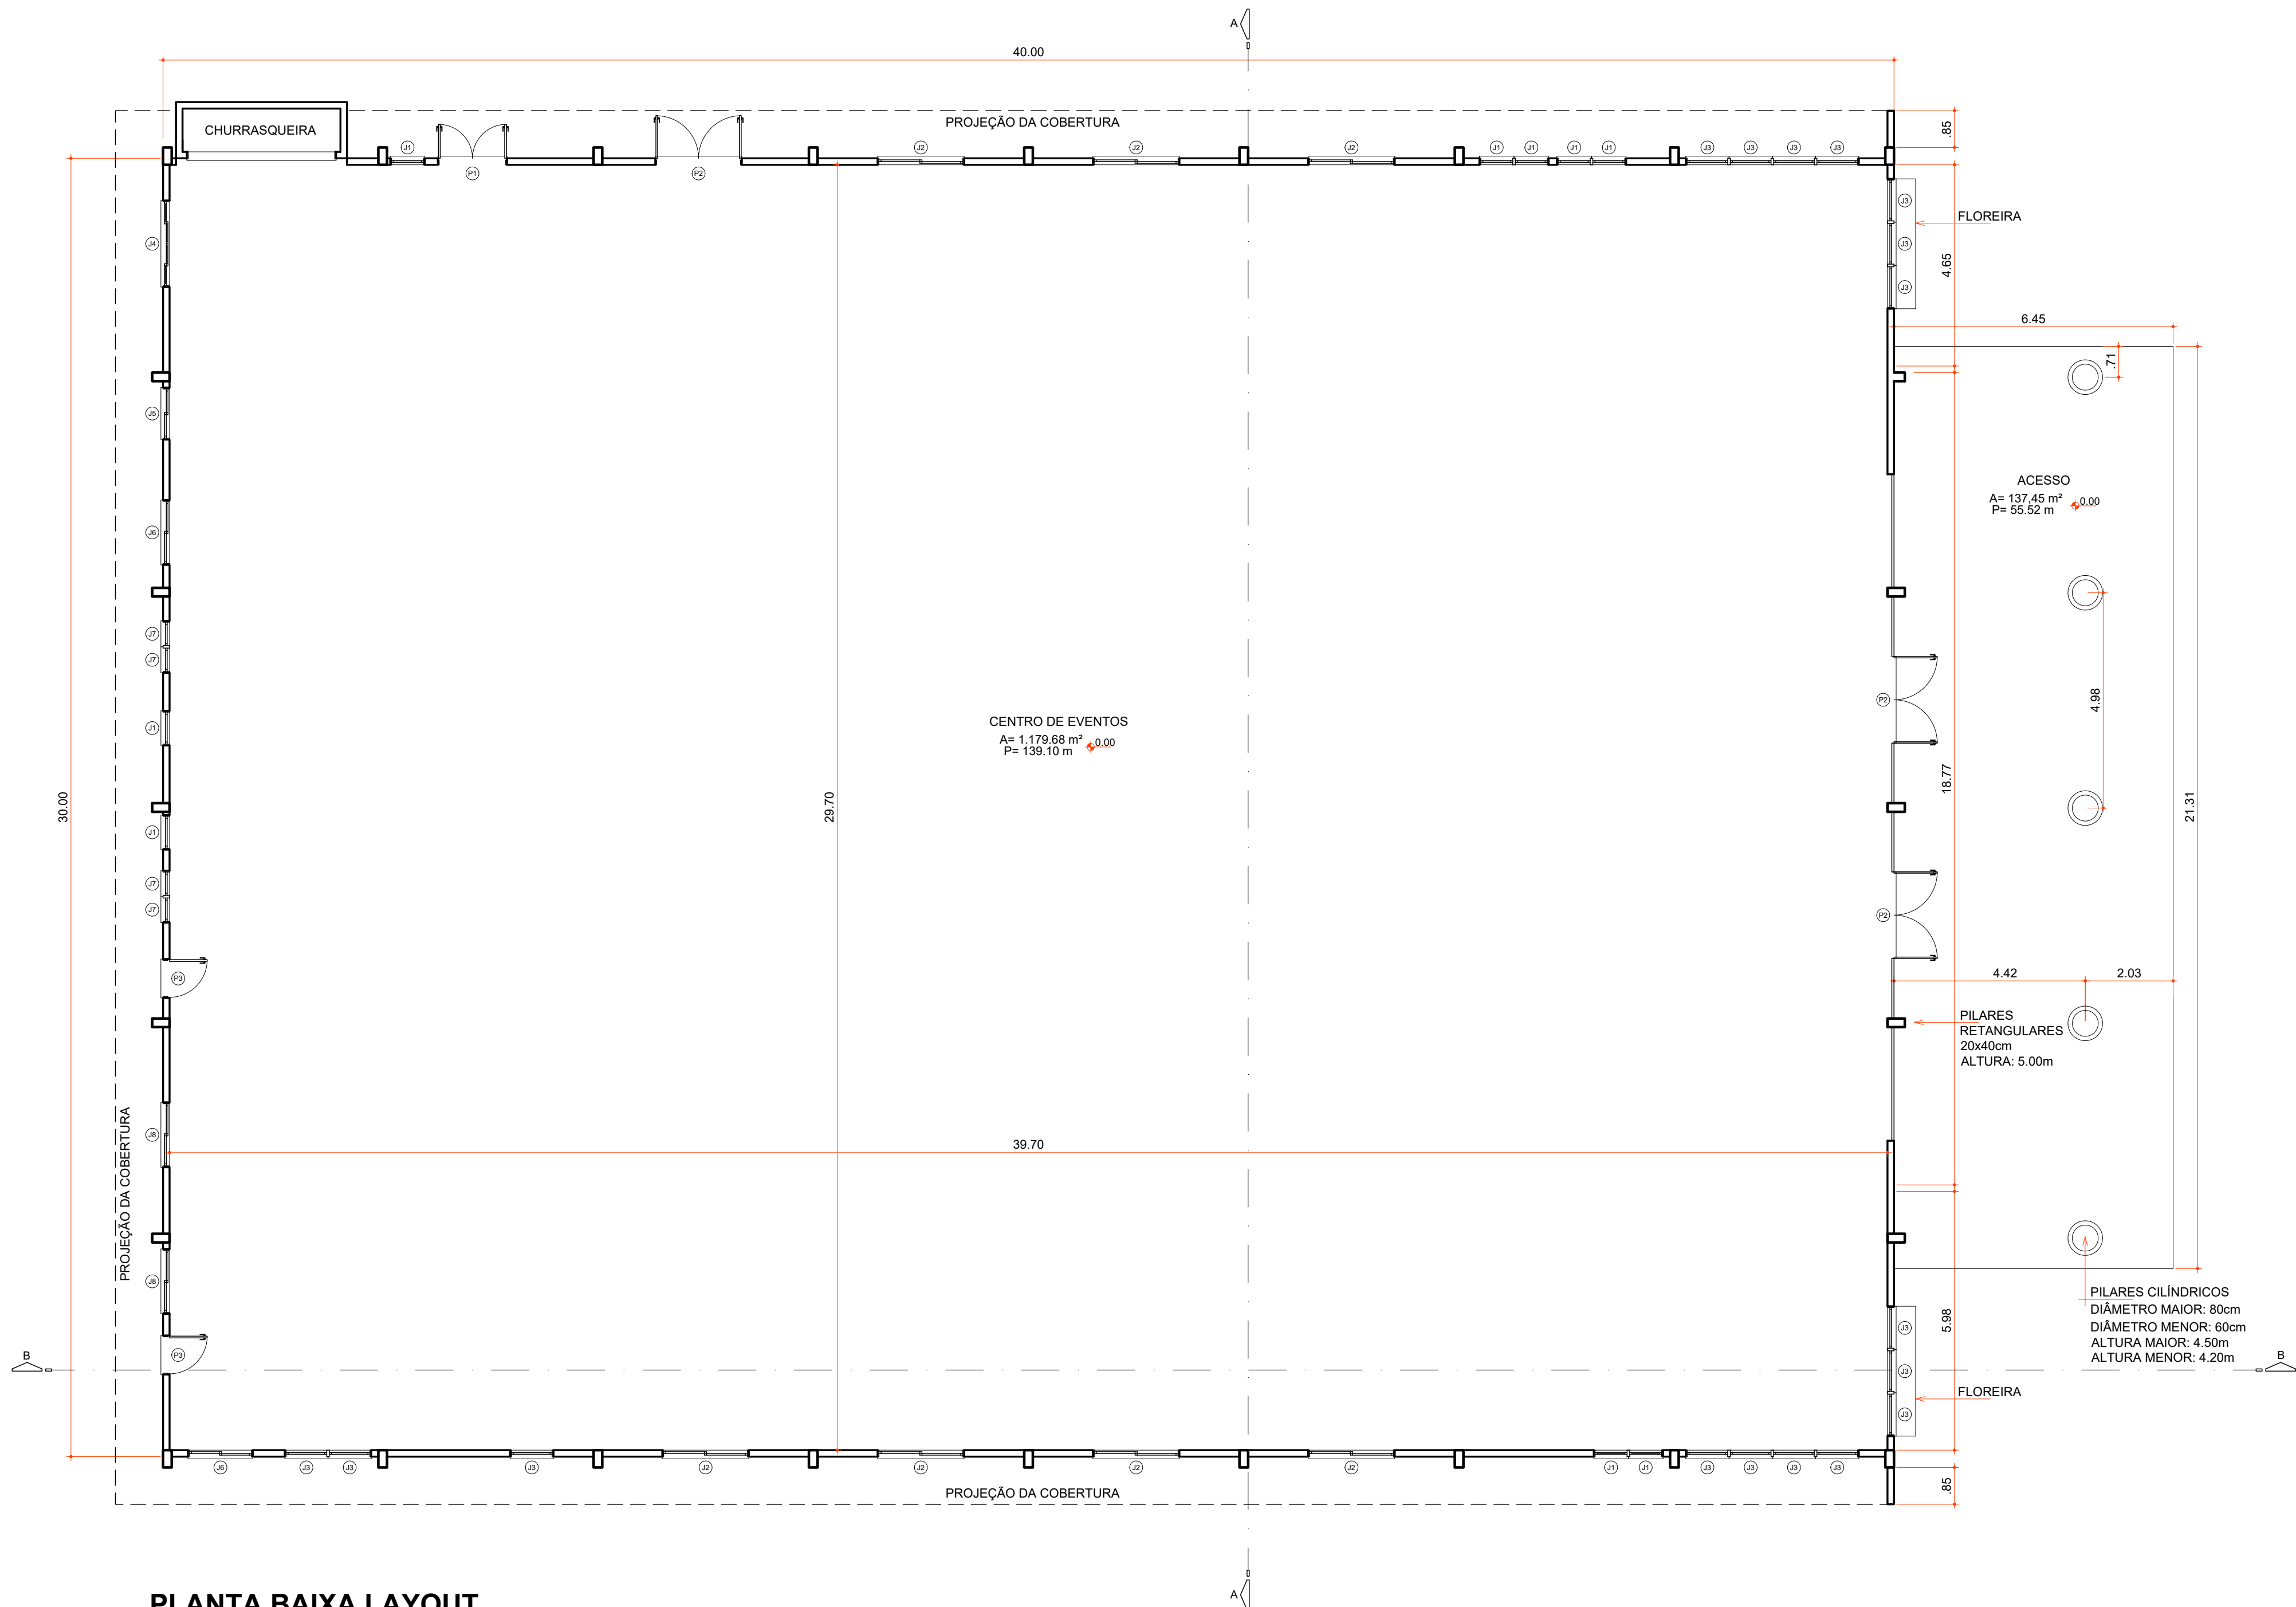 A
40.00
CHURRASQUEIRA
PROJEÇÃO DA COBERTURA
.85
J1
J2
J2
J2
J1
J1
J1
J1
J3
J3
J3
J3
P1
P2
J3
FLOREIRA
J4
J3
4.65
J3
6.45
.71
J5
ACESSO
A= 137,45 m²
P= 55.52 m
0.00
J6
J7
J7
P2
4.98
CENTRO DE EVENTOS
A= 1.179.68 m²
P= 139.10 m
0.00
J1
18.77
30.00
29.70
21.31
J1
J7
J7
P2
P3
4.42
2.03
PILARES
RETANGULARES
20x40cm
ALTURA: 5.00m
J8
39.70
PROJEÇÃO DA COBERTURA
J8
PILARES CILÍNDRICOS
DIÂMETRO MAIOR: 80cm
DIÂMETRO MENOR: 60cm
ALTURA MAIOR: 4.50m
ALTURA MENOR: 4.20m
5.98
J3
B
P3
B
J3
FLOREIRA
J3
J6
J3
J3
J3
J2
J2
J2
J2
J1
J1
J3
J3
J3
J3
PROJEÇÃO DA COBERTURA
.85
A
PLANTA BAIXA LAYOUT